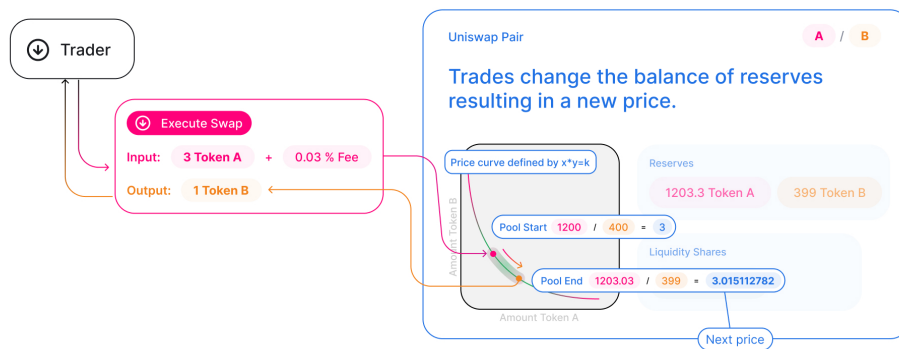 Trader
Execute Swap
Input: 3 Token A + 0.03 % Fee
Output: 1 Token B
Uniswap Pair
A / B
Trades change the balance of reserves
resulting in a new price.
Price curve defined by x*y=k
Amount Token B
Amount Token A
Pool Start 1200 / 400 = 3
Pool End 1203.03 / 399 = 3.015112782
Next price
Reserves
1203.3 Token A 399 Token B
Liquidity Shares